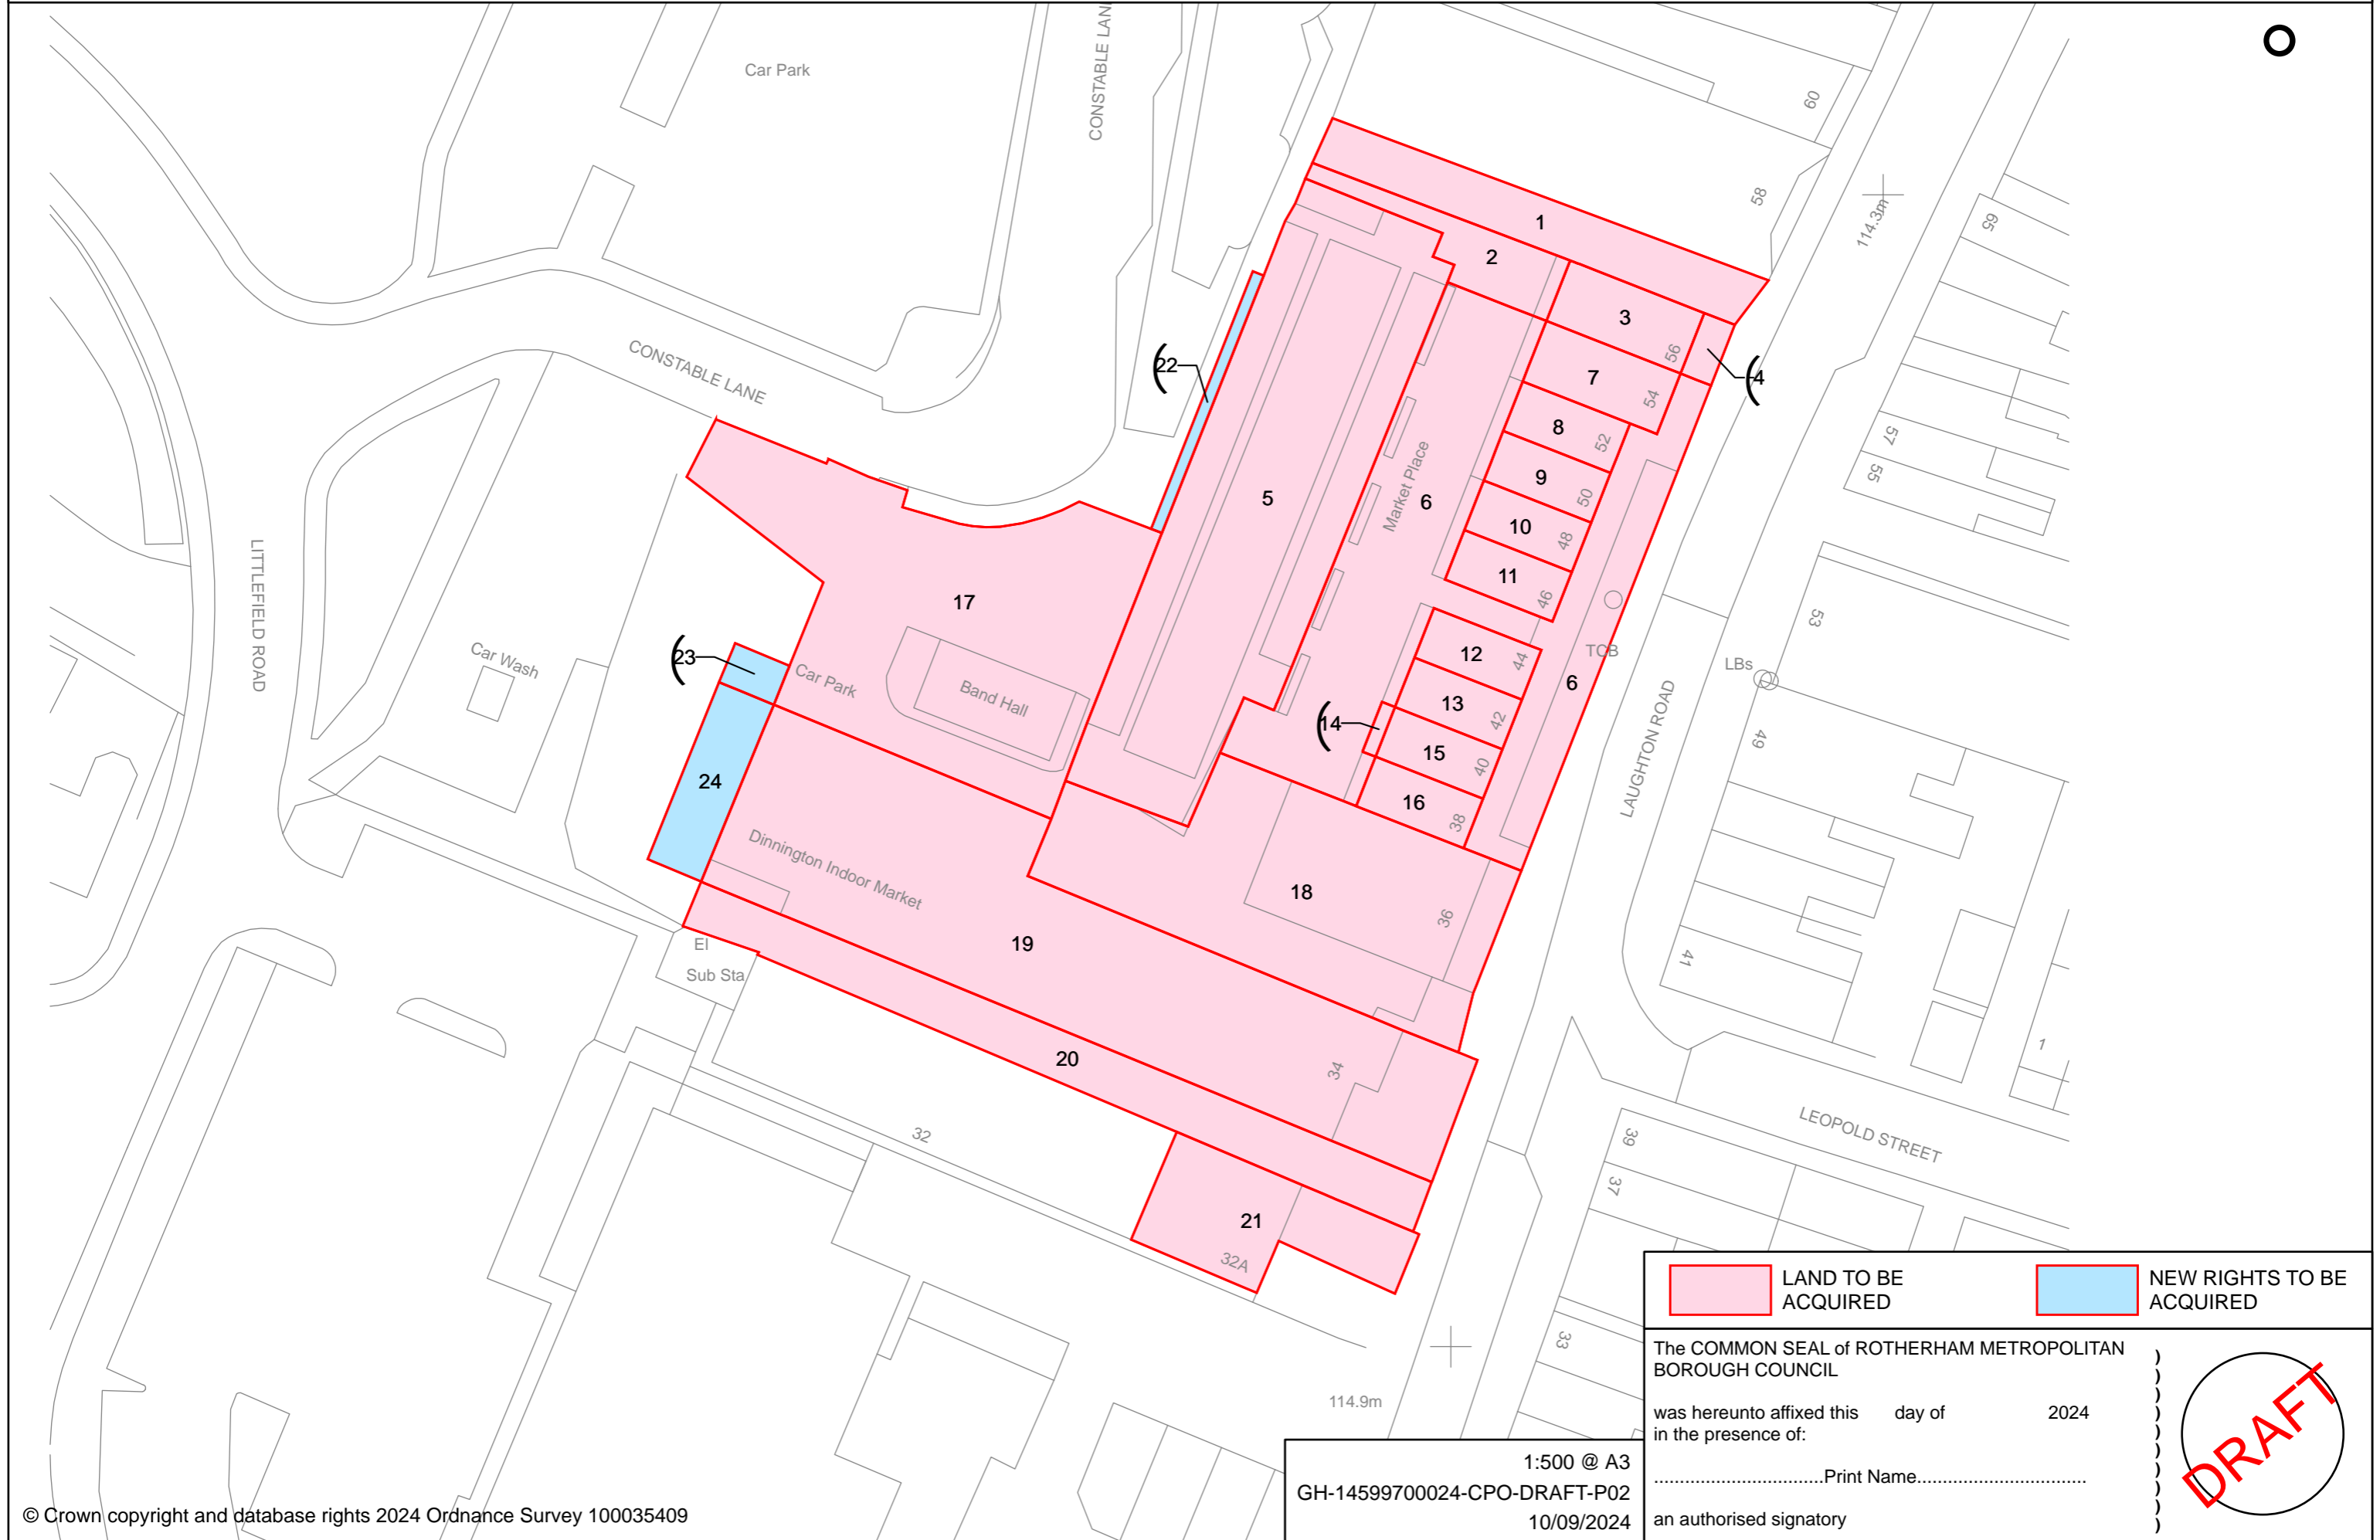 Car Park
CONSTABLE LANE
60
58
114.3m
65
1
2
3
56
4
7
54
22
CONSTABLE LANE
8
52
57
9
50
55
5
Market Place
6
10
48
11
46
LITTLEFIELD ROAD
17
53
12
44
TCB
LBs
23
Car Wash
Car Park
Band Hall
13
42
6
14
15
40
49
LAUGHTON ROAD
24
16
38
Dinnington Indoor Market
18
36
19
41
El
Sub Sta
20
34
1
32
LEOPOLD STREET
39
37
21
32A
33
114.9m
LAND TO BE
ACQUIRED
NEW RIGHTS TO BE
ACQUIRED
The COMMON SEAL of ROTHERHAM METROPOLITAN
BOROUGH COUNCIL
was hereunto affixed this day of 2024
in the presence of:
.................................Print Name.................................
an authorised signatory
)
)
)
)
)
)
)
)
)
)
DRAFT
1:500 @ A3
GH-14599700024-CPO-DRAFT-P02
10/09/2024
© Crown copyright and database rights 2024 Ordnance Survey 100035409